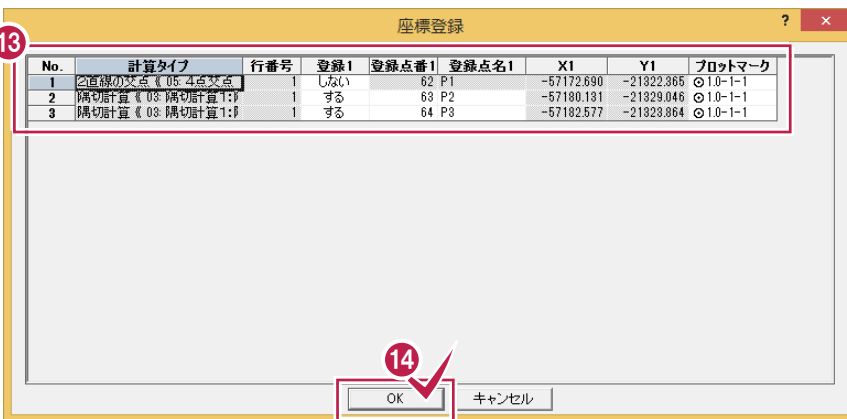 座標登録 ? ×
13
No. 計算タイプ 行番号 登録1 登録点番1 登録点名1 X1 Y1 プロットマーク
1 2直線の交点《 05: 4点交点 1 しない 62 P1 -57172.690 -21322.365 1.0-1-1
2 隅切計算《 03: 隅切計算1: 1 する 63 P2 -57180.131 -21329.046 1.0-1-1
3 隅切計算《 03: 隅切計算1: 1 する 64 P3 -57182.577 -21323.864 1.0-1-1
14
OK キャンセル